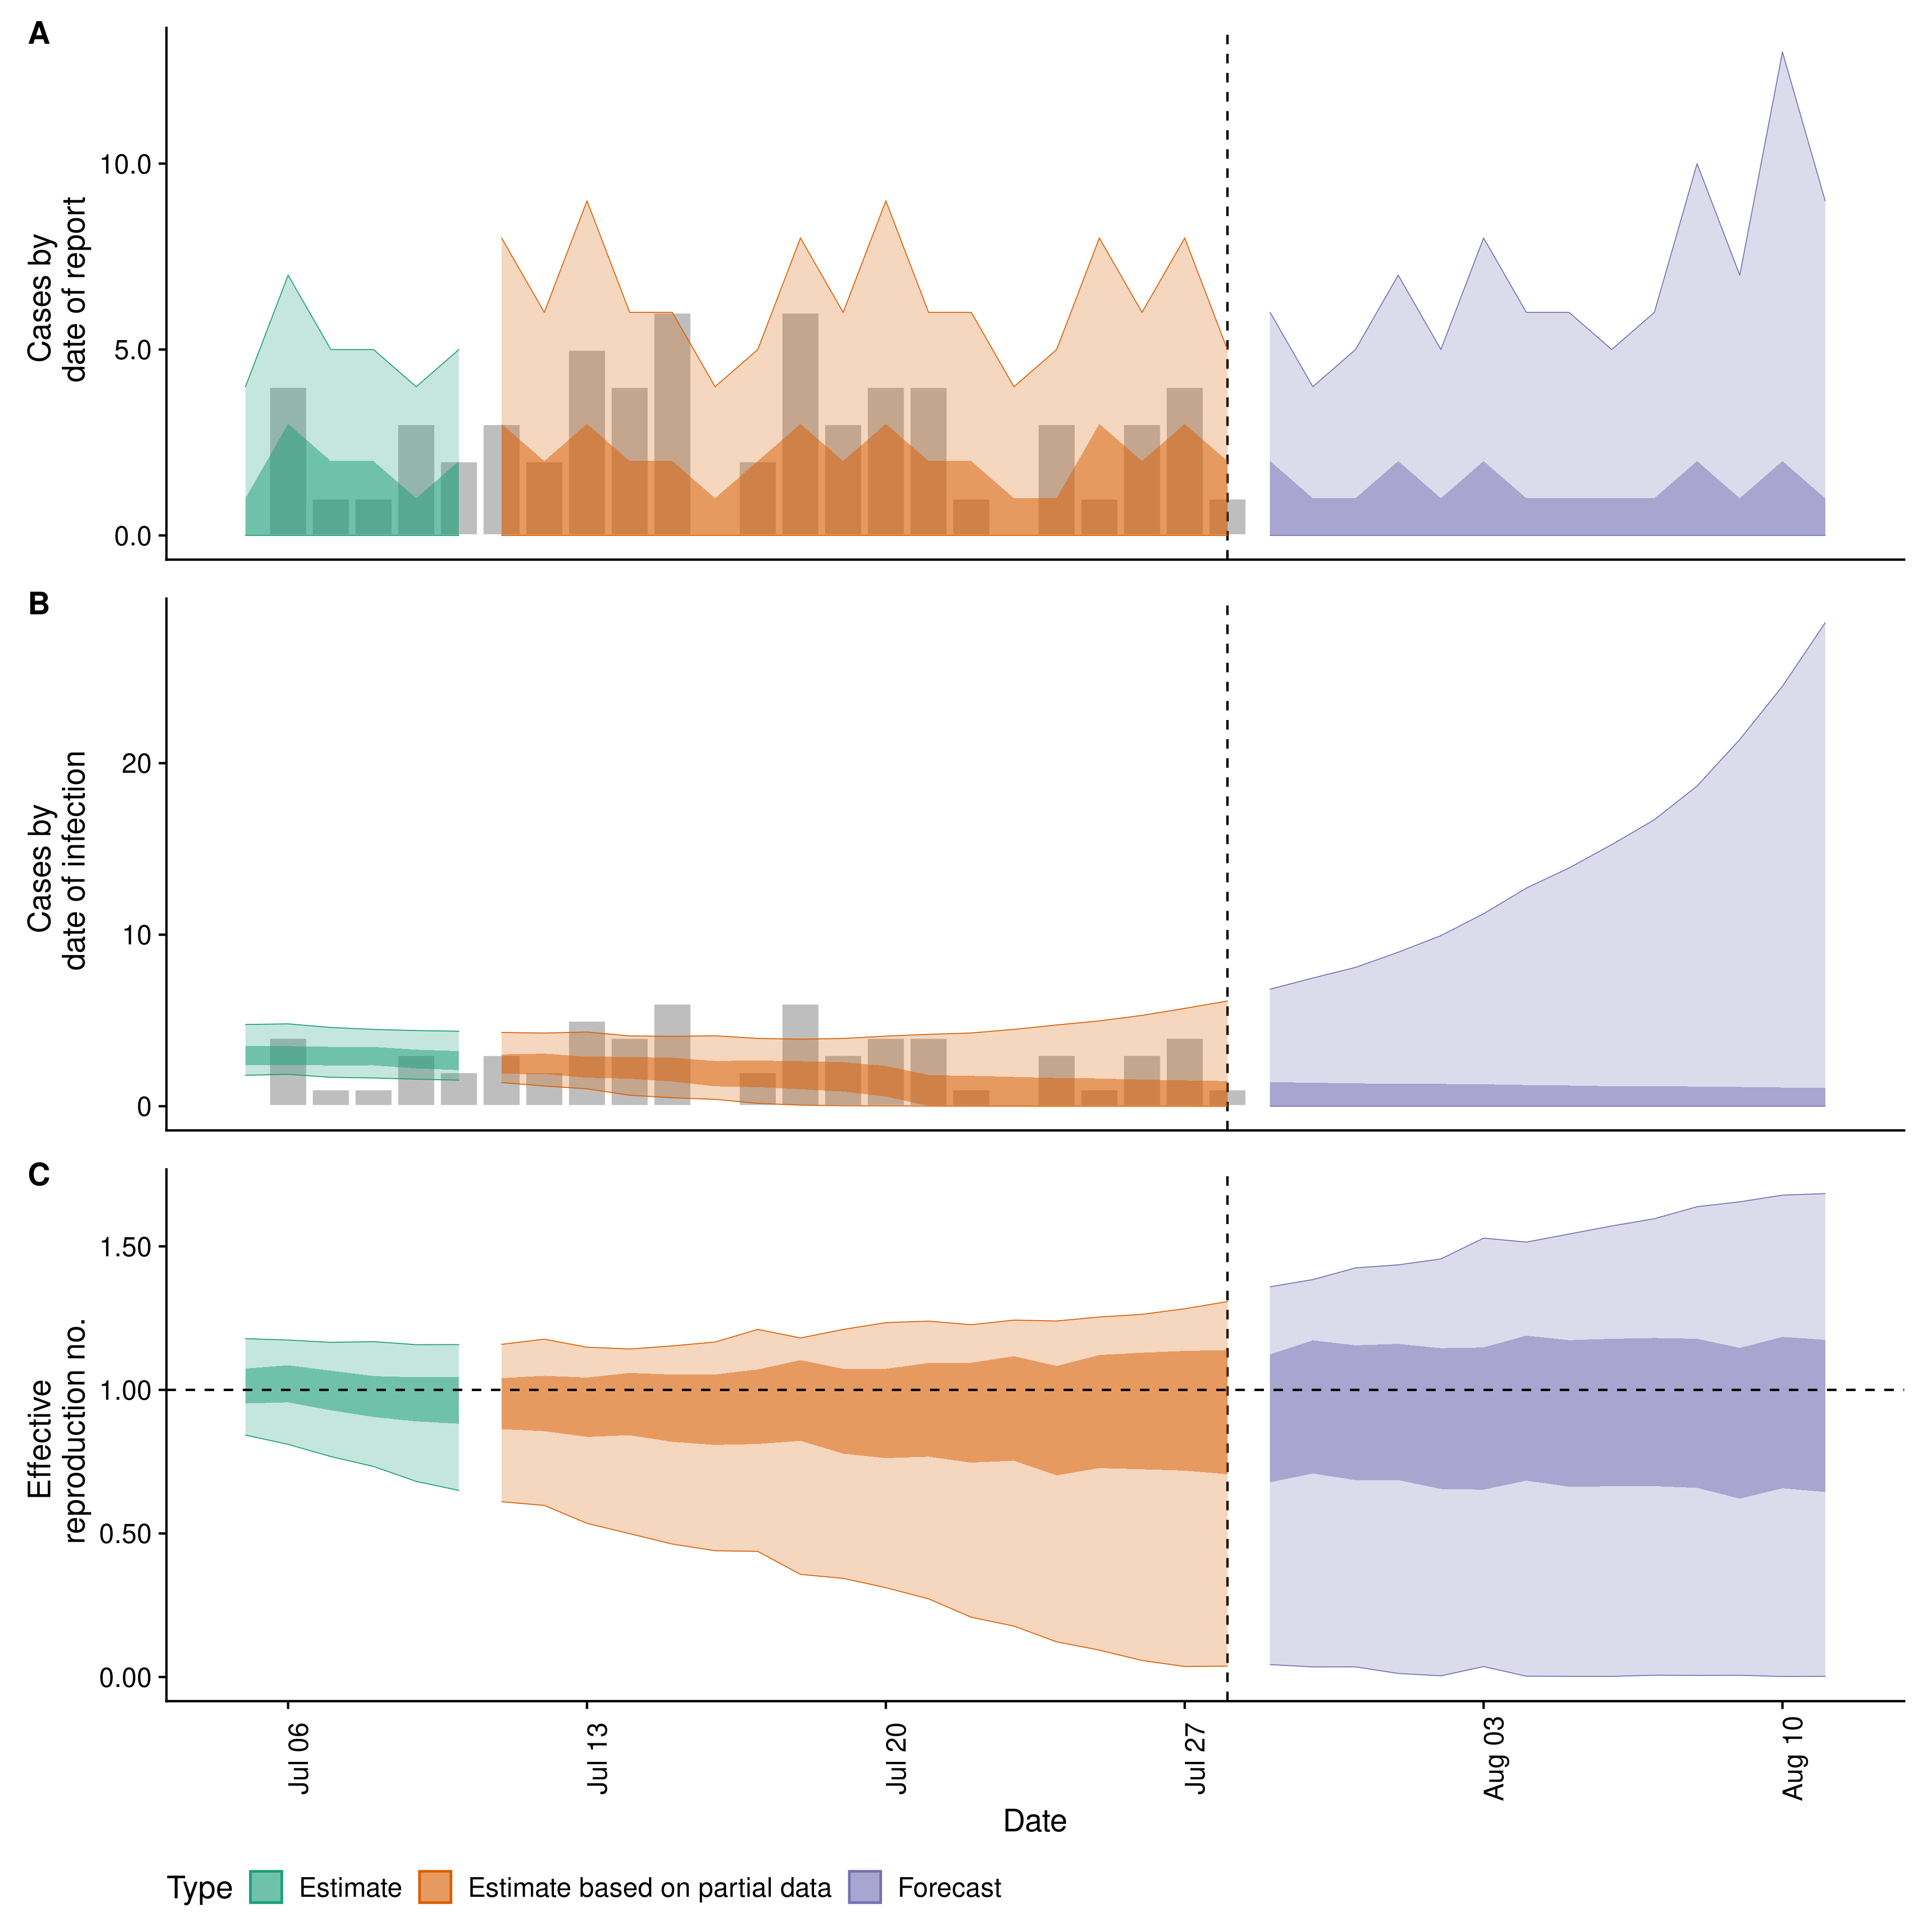 A
Cases by
date of report
10.0
5.0
0.0
B
Cases by
date of infection
20
10
0
C
Effective
reproduction no.
1.50
1.00
0.50
0.00
Jul 06
Jul 13
Jul 20
Jul 27
Aug 03
Aug 10
Date
Type Estimate Estimate based on partial data Forecast